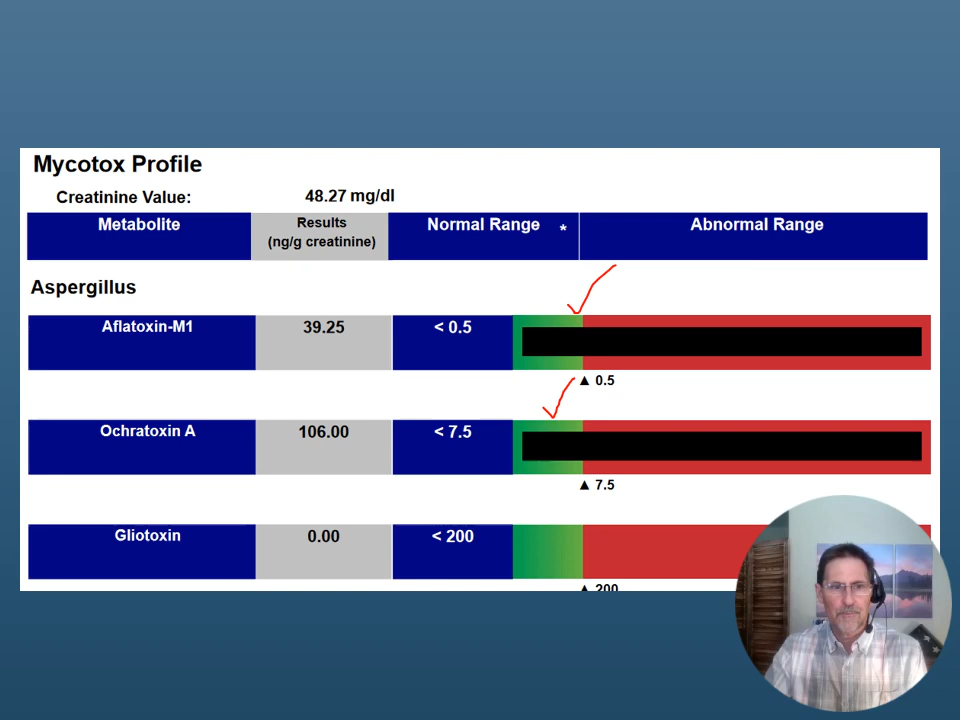 Mycotox Profile
Creatinine Value: 48.27 mg/dl
Metabolite Results (ng/g creatinine) Normal Range * Abnormal Range
Aspergillus
Aflatoxin-M1 39.25 < 0.5
▲ 0.5
Ochratoxin A 106.00 < 7.5
▲ 7.5
Gliotoxin 0.00 < 200
▲ 200